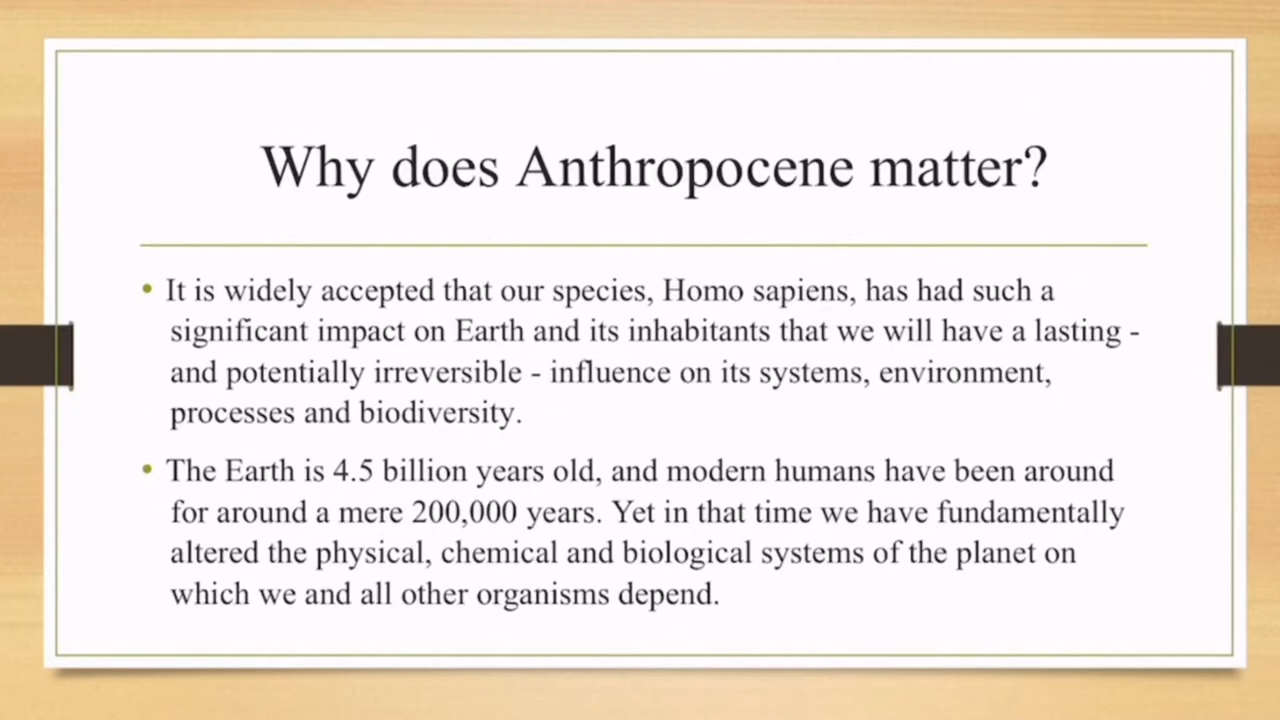 Why does Anthropocene matter?
• It is widely accepted that our species, Homo sapiens, has had such a
significant impact on Earth and its inhabitants that we will have a lasting -
and potentially irreversible - influence on its systems, environment,
processes and biodiversity.
• The Earth is 4.5 billion years old, and modern humans have been around
for around a mere 200,000 years. Yet in that time we have fundamentally
altered the physical, chemical and biological systems of the planet on
which we and all other organisms depend.